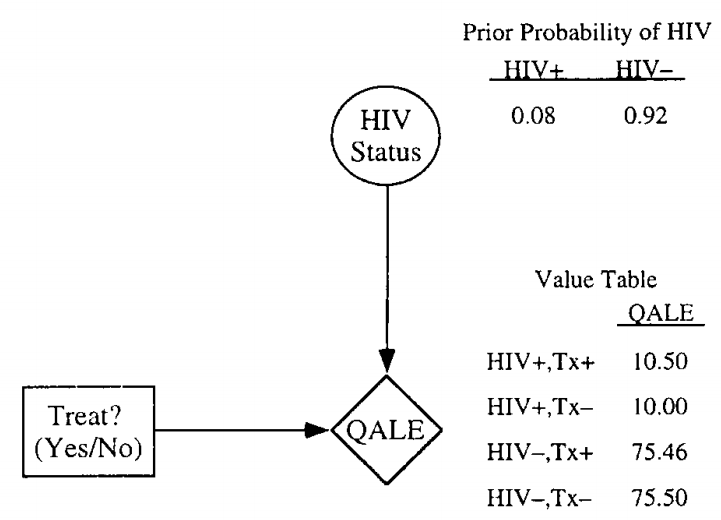 Prior Probability of HIV
HIV+ HIV–
0.08 0.92
HIV
Status
Value Table
QALE
HIV+,Tx+ 10.50
HIV+,Tx– 10.00
HIV–,Tx+ 75.46
HIV–,Tx– 75.50
Treat?
(Yes/No)
QALE